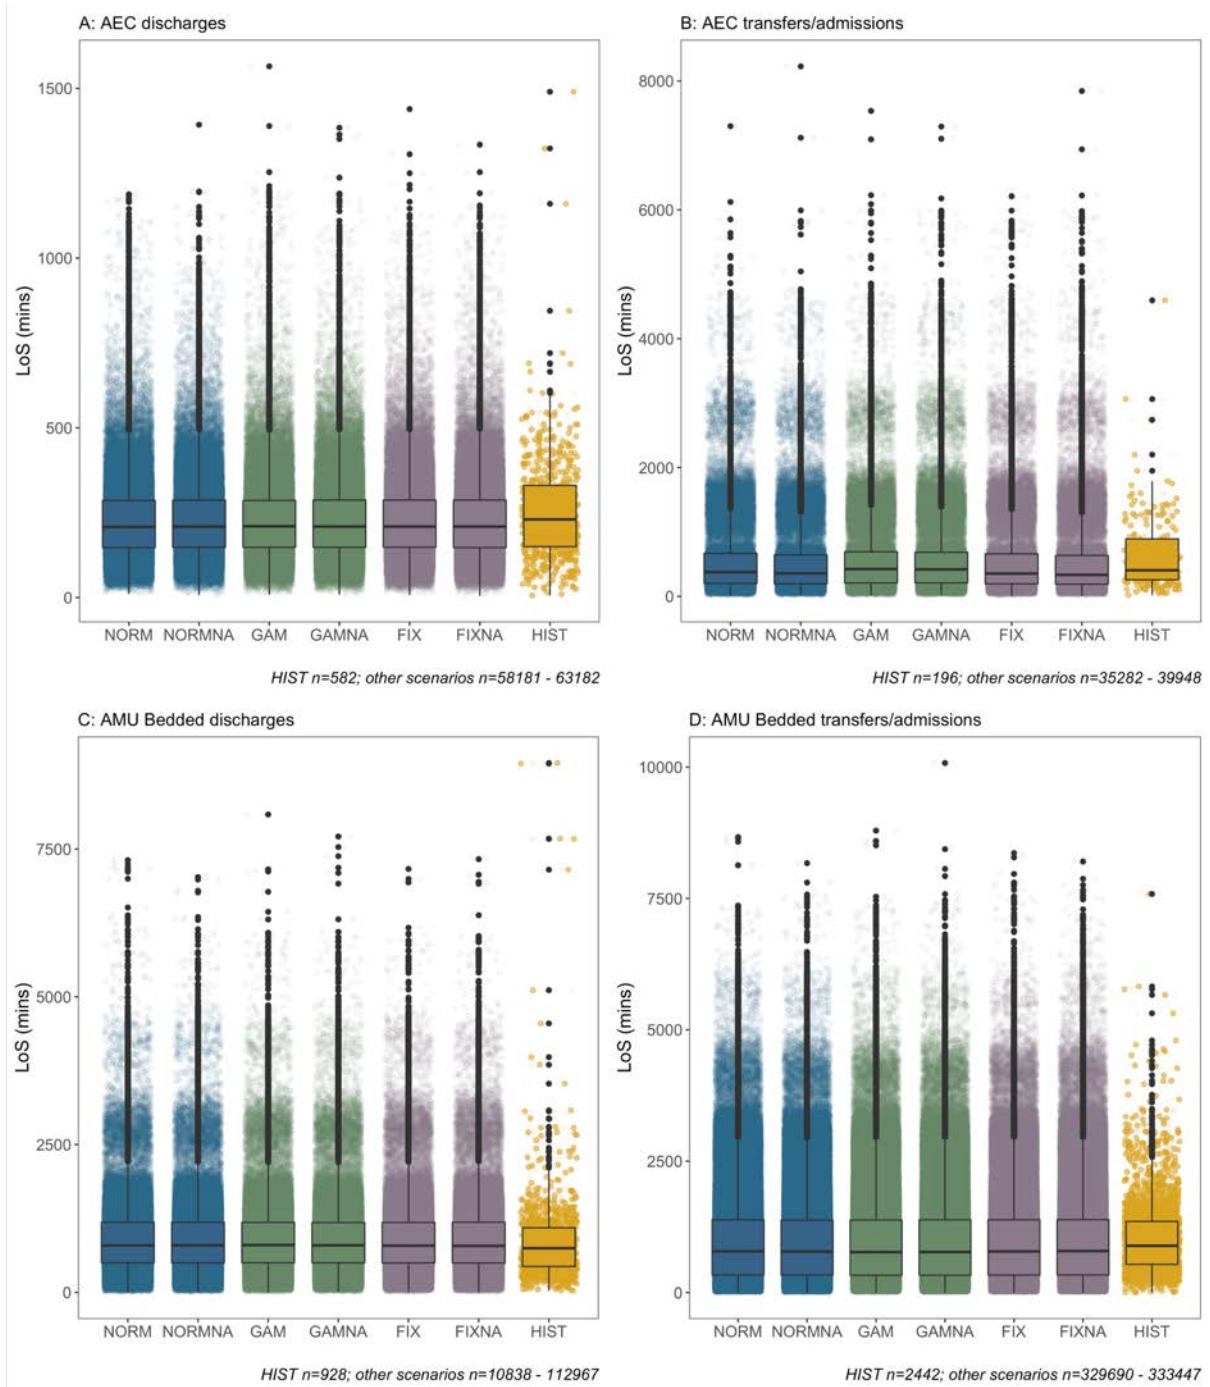 A: AEC discharges
LoS (mins)
1500
1000
500
0
NORM NORMNA GAM GAMNA FIX FIXNA HIST
HIST n=582; other scenarios n=58181 - 63182
B: AEC transfers/admissions
LoS (mins)
8000
6000
4000
2000
0
NORM NORMNA GAM GAMNA FIX FIXNA HIST
HIST n=196; other scenarios n=35282 - 39948
C: AMU Bedded discharges
LoS (mins)
7500
5000
2500
0
NORM NORMNA GAM GAMNA FIX FIXNA HIST
HIST n=928; other scenarios n=10838 - 112967
D: AMU Bedded transfers/admissions
LoS (mins)
10000
7500
5000
2500
0
NORM NORMNA GAM GAMNA FIX FIXNA HIST
HIST n=2442; other scenarios n=329690 - 333447